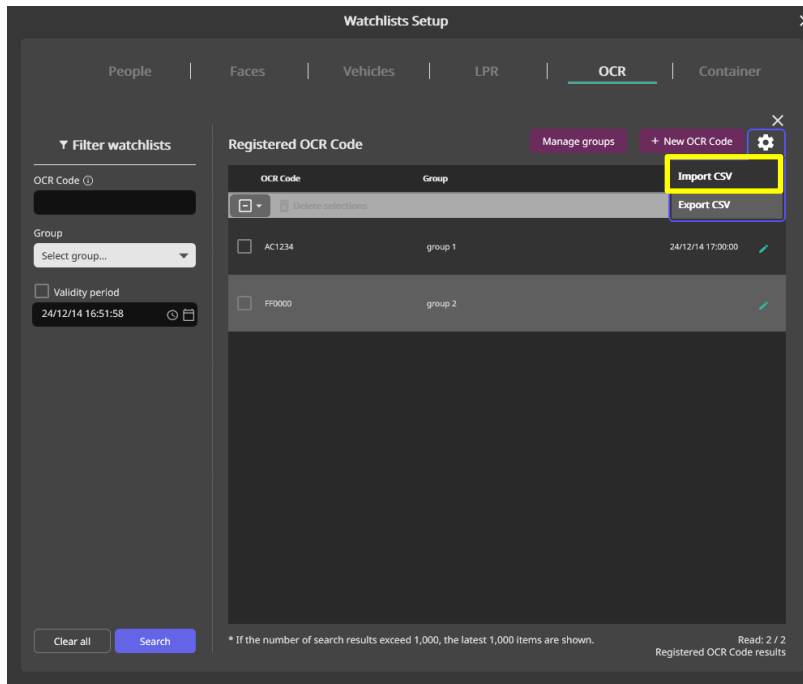 Watchlists Setup
People
Faces
Vehicles
LPR
OCR
Container
Filter watchlists
OCR Code
Group
Select group...
Validity period
24/12/14 16:51:58
Clear all
Search
Registered OCR Code
Manage groups
+ New OCR Code
Import CSV
Export CSV
OCR Code
Group
Delete selections
AC1234
group 1
24/12/14 17:00:00
FF0000
group 2
* If the number of search results exceed 1,000, the latest 1,000 items are shown.
Read: 2 / 2
Registered OCR Code results